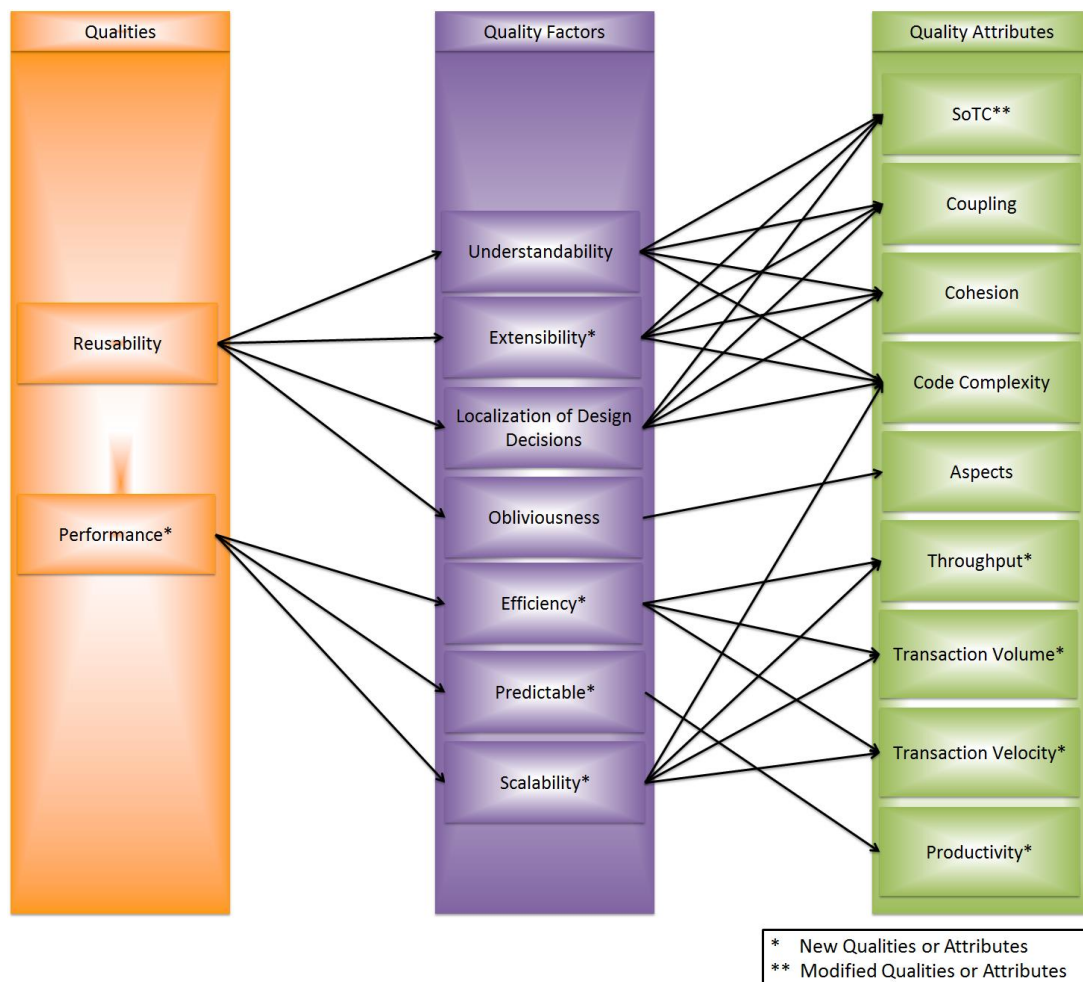 Qualities
Reusability
Performance*
Quality Factors
Understandability
Extensibility*
Localization of Design
Decisions
Obliviousness
Efficiency*
Predictable*
Scalability*
Quality Attributes
SoTC**
Coupling
Cohesion
Code Complexity
Aspects
Throughput*
Transaction Volume*
Transaction Velocity*
Productivity*
* New Qualities or Attributes
** Modified Qualities or Attributes